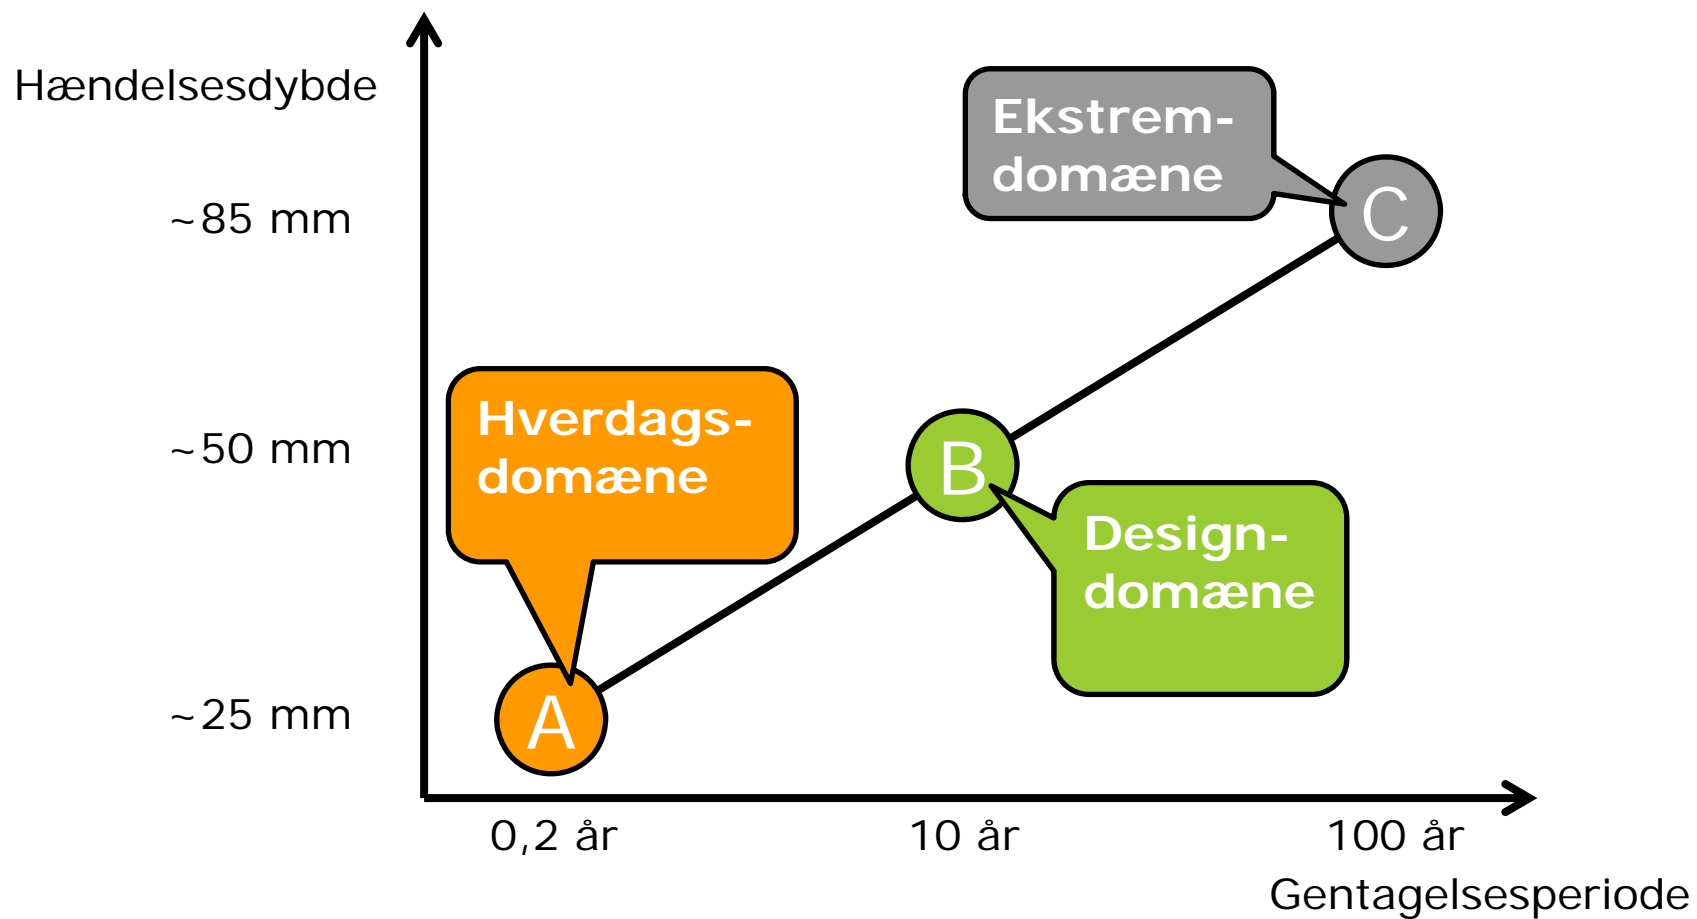 Hændelsesdybde
~85 mm
~50 mm
~25 mm
Ekstrem-
domæne
C
Hverdags-
domæne
B
Design-
domæne
A
0,2 år
10 år
100 år
Gentagelsesperiode